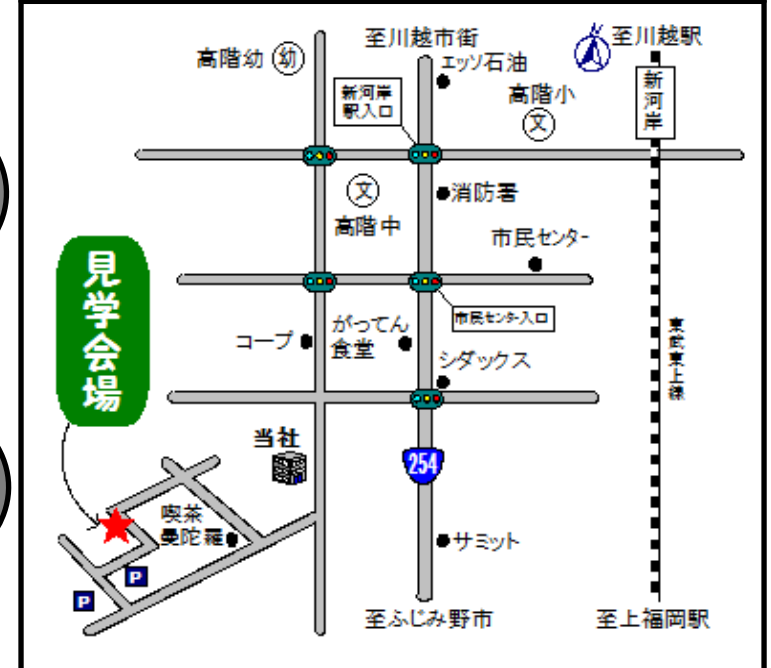 至川越市街
至川越駅
高階幼
幼
エッソ石油
新河岸
駅入口
高階小
文
新河岸
文
高階中
消防署
市民センター
見学会場
市民センター入口
コープ
がってん
食堂
シダックス
東武東上線
当社
254
喫茶
曼陀羅
サミット
P
P
至ふじみ野市
至上福岡駅